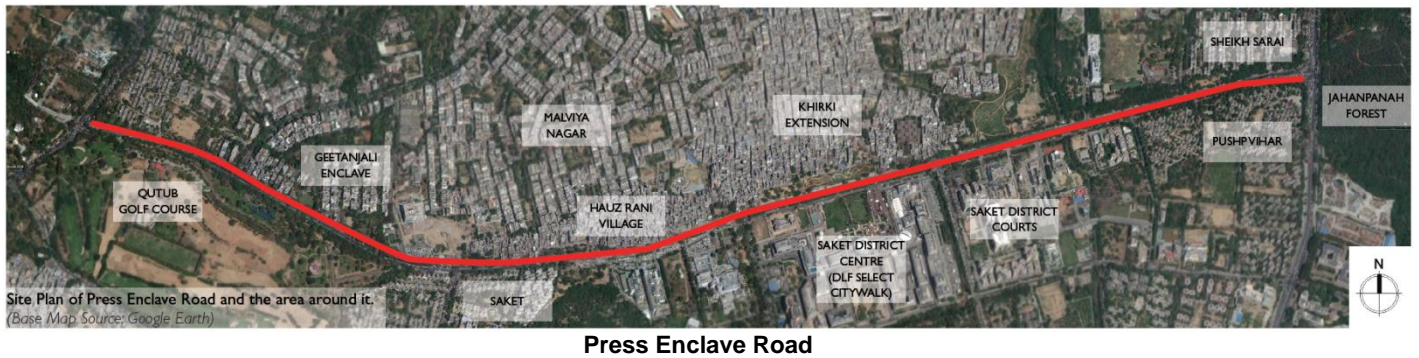 SHEIKH SARAI
JAHANPANAH
FOREST
KHIRKI
EXTENSION
MALVIYA
NAGAR
PUSHP VIHAR
GEETANJALI
ENCLAVE
QUTUB
GOLF COURSE
HAUZ RANI
VILLAGE
SAKET DISTRICT
COURTS
SAKET DISTRICT
CENTRE
(DLF SELECT
CITYWALK)
SAKET
N
Site Plan of Press Enclave Road and the area around it.
(Base Map Source: Google Earth)
Press Enclave Road